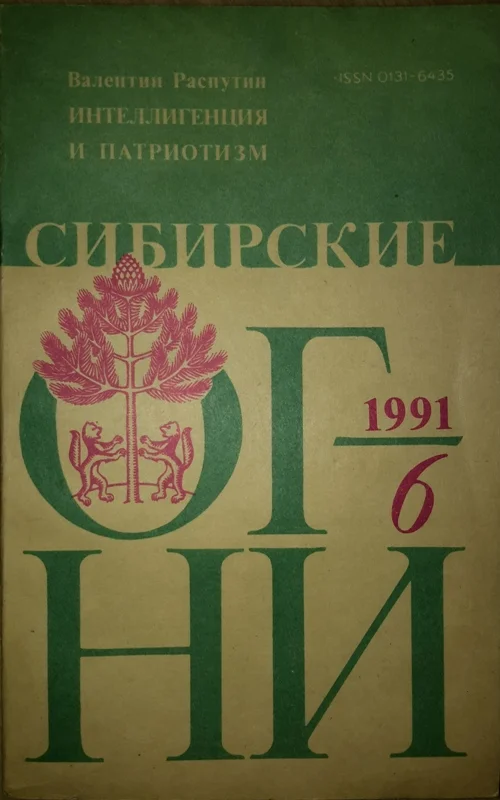 Валентин Распутин
·ISSN 0131-6435
ИНТЕЛЛИГЕНЦИЯ
И ПАТРИОТИЗМ
СИБИРСКИЕ
ОГ
1991
6
НИ